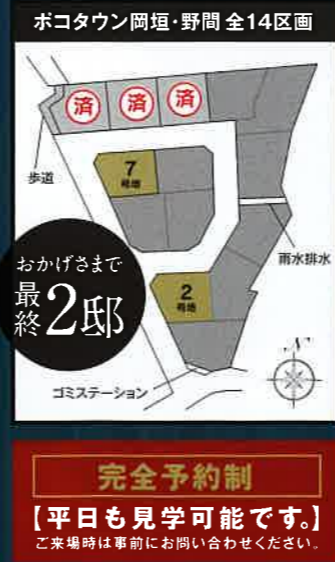 ポコタウン岡垣・野間 全14区画
済 済 済
歩道
7
号地
雨水排水
おかげさまで
最終2邸
2
号地
ゴミステーション
N
完全予約制
【平日も見学可能です。】
ご来場時は事前にお問い合わせください。